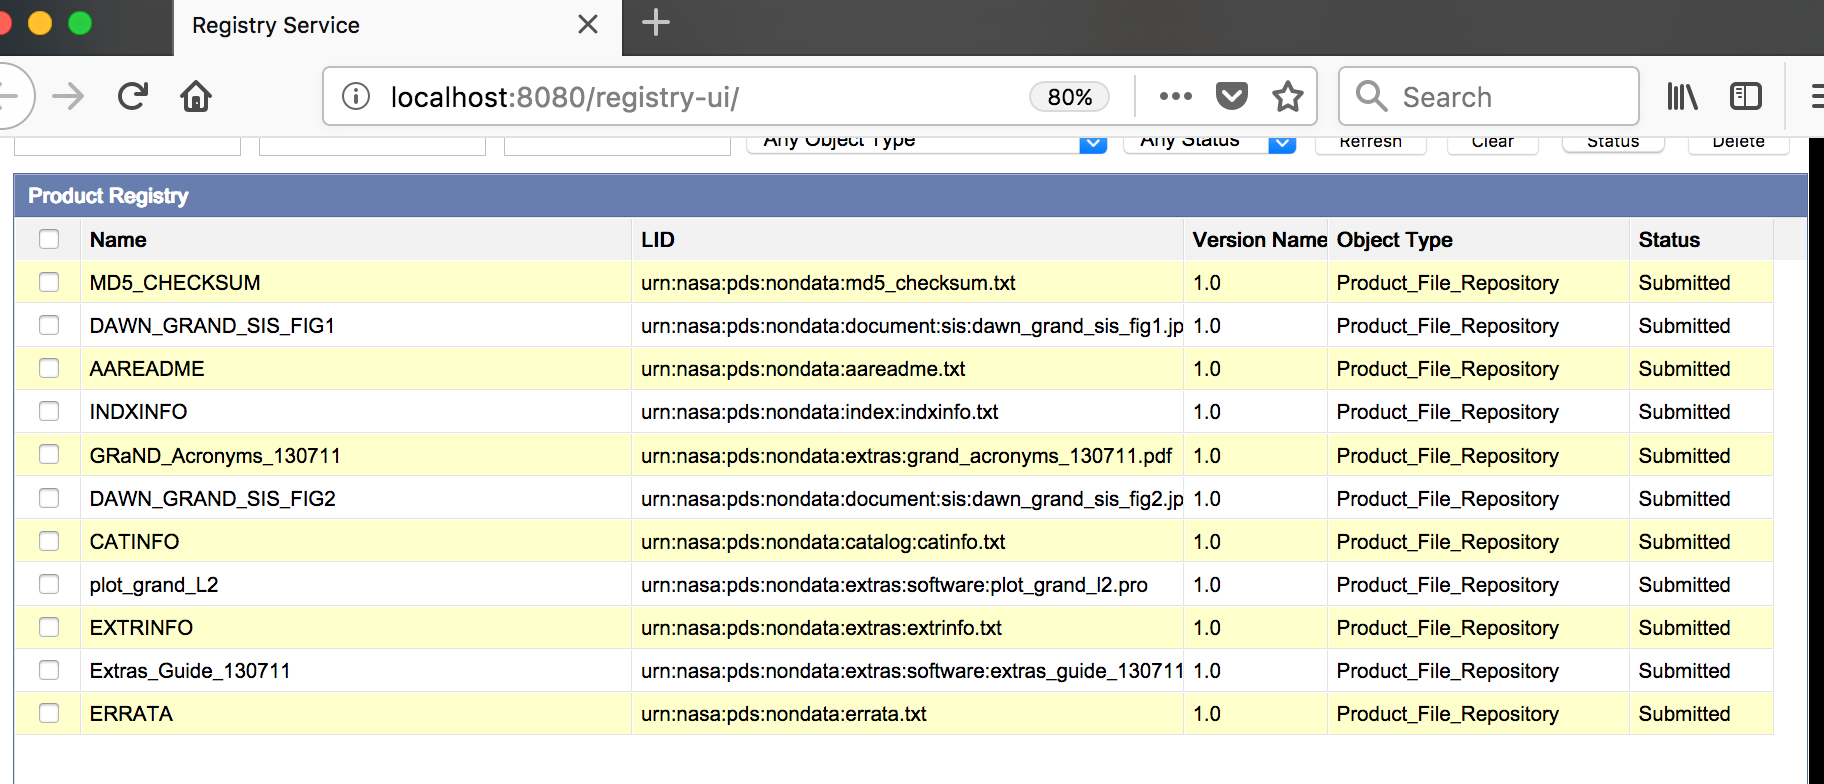 Registry Service
localhost:8080/registry-ui/ 80% Search
Any Object Type Any Status Refresh Clear Status Delete
Product Registry
Name LID Version Name Object Type Status
MD5_CHECKSUM urn:nasa:pds:nondata:md5_checksum.txt 1.0 Product_File_Repository Submitted
DAWN_GRAND_SIS_FIG1 urn:nasa:pds:nondata:document:sis:dawn_grand_sis_fig1.jp 1.0 Product_File_Repository Submitted
AAREADME urn:nasa:pds:nondata:aareadme.txt 1.0 Product_File_Repository Submitted
INDXINFO urn:nasa:pds:nondata:index:indxinfo.txt 1.0 Product_File_Repository Submitted
GRaND_Acronyms_130711 urn:nasa:pds:nondata:extras:grand_acronyms_130711.pdf 1.0 Product_File_Repository Submitted
DAWN_GRAND_SIS_FIG2 urn:nasa:pds:nondata:document:sis:dawn_grand_sis_fig2.jp 1.0 Product_File_Repository Submitted
CATINFO urn:nasa:pds:nondata:catalog:catinfo.txt 1.0 Product_File_Repository Submitted
plot_grand_L2 urn:nasa:pds:nondata:extras:software:plot_grand_l2.pro 1.0 Product_File_Repository Submitted
EXTRINFO urn:nasa:pds:nondata:extras:extrinfo.txt 1.0 Product_File_Repository Submitted
Extras_Guide_130711 urn:nasa:pds:nondata:extras:software:extras_guide_130711 1.0 Product_File_Repository Submitted
ERRATA urn:nasa:pds:nondata:errata.txt 1.0 Product_File_Repository Submitted